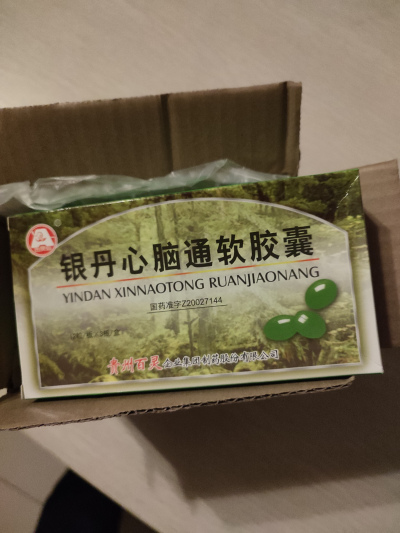 银丹心脑通软胶囊
YINDAN XINNAOTONG RUANJIAONANG
国药准字Z20027144
贵州百灵企业集团制药股份有限公司